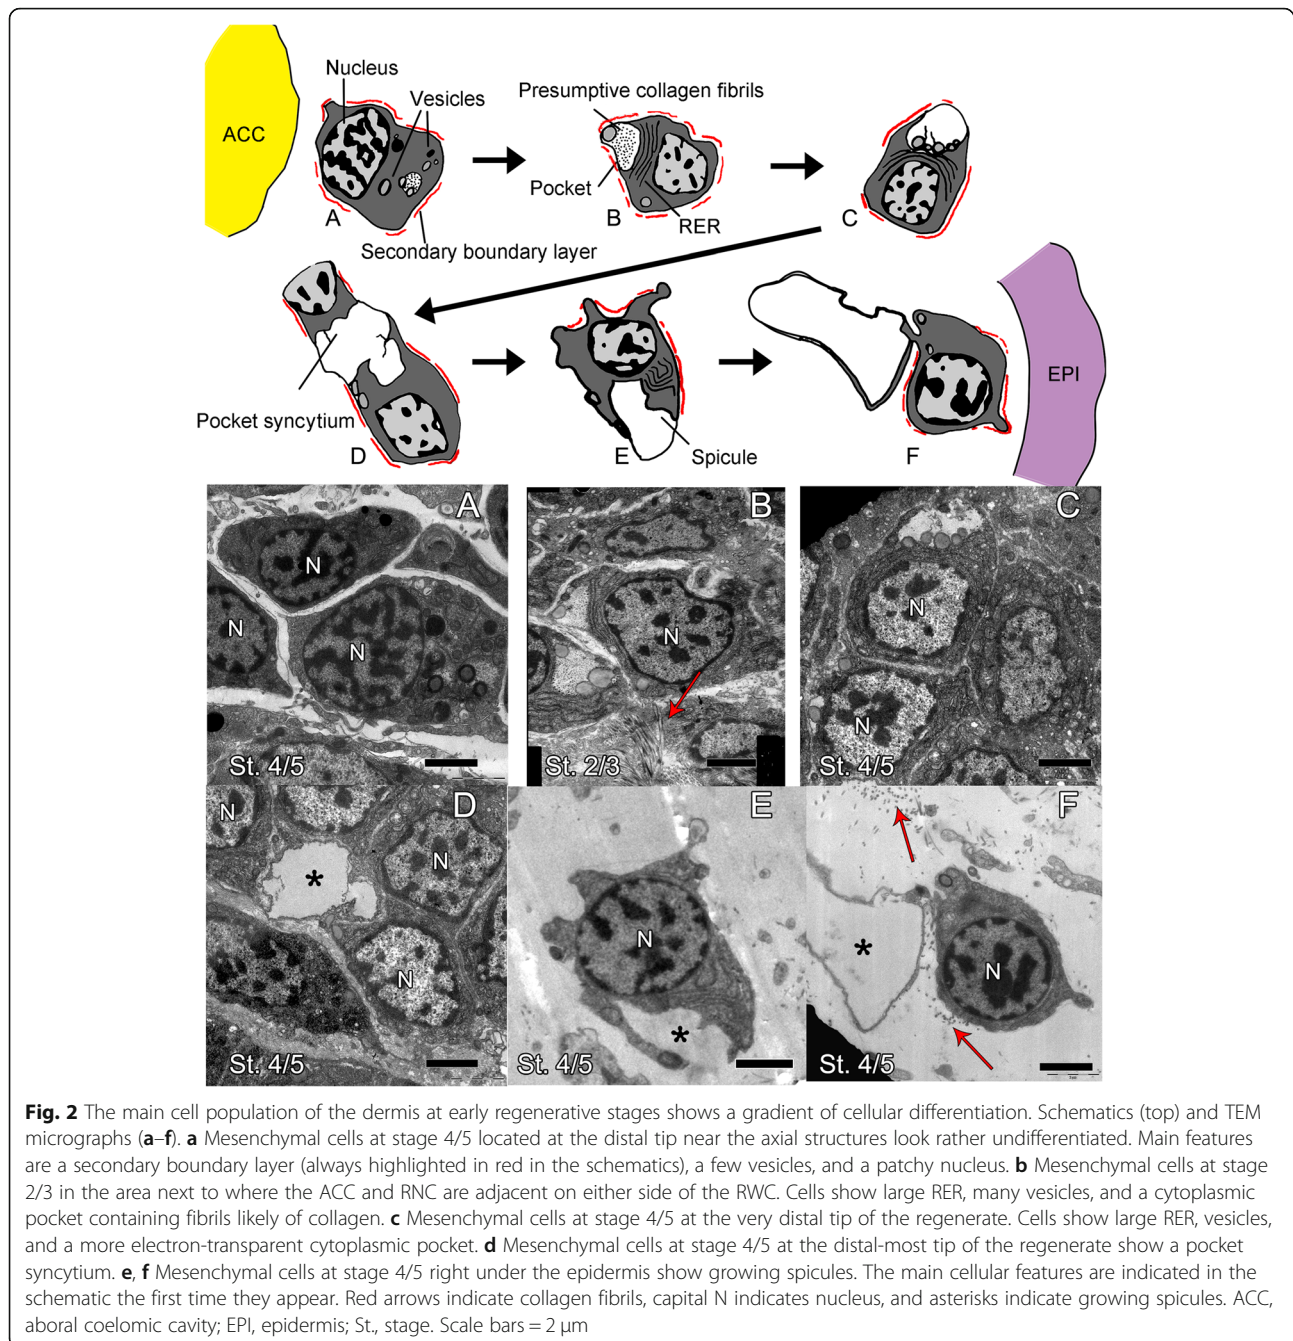 Nucleus
Vesicles
ACC
A
Secondary boundary layer
Presumptive collagen fibrils
Pocket
B
RER
C
Pocket syncytium
D
E
Spicule
F
EPI
A
N
N
N
St. 4/5
B
N
St. 2/3
C
N
N
St. 4/5
D
N
N
*
N
St. 4/5
E
N
*
St. 4/5
F
*
N
St. 4/5
Fig. 2 The main cell population of the dermis at early regenerative stages shows a gradient of cellular differentiation. Schematics (top) and TEM
micrographs (a–f). a Mesenchymal cells at stage 4/5 located at the distal tip near the axial structures look rather undifferentiated. Main features
are a secondary boundary layer (always highlighted in red in the schematics), a few vesicles, and a patchy nucleus. b Mesenchymal cells at stage
2/3 in the area next to where the ACC and RNC are adjacent on either side of the RWC. Cells show large RER, many vesicles, and a cytoplasmic
pocket containing fibrils likely of collagen. c Mesenchymal cells at stage 4/5 at the very distal tip of the regenerate. Cells show large RER, vesicles,
and a more electron-transparent cytoplasmic pocket. d Mesenchymal cells at stage 4/5 at the distal-most tip of the regenerate show a pocket
syncytium. e, f Mesenchymal cells at stage 4/5 right under the epidermis show growing spicules. The main cellular features are indicated in the
schematic the first time they appear. Red arrows indicate collagen fibrils, capital N indicates nucleus, and asterisks indicate growing spicules. ACC,
aboral coelomic cavity; EPI, epidermis; St., stage. Scale bars = 2 μm